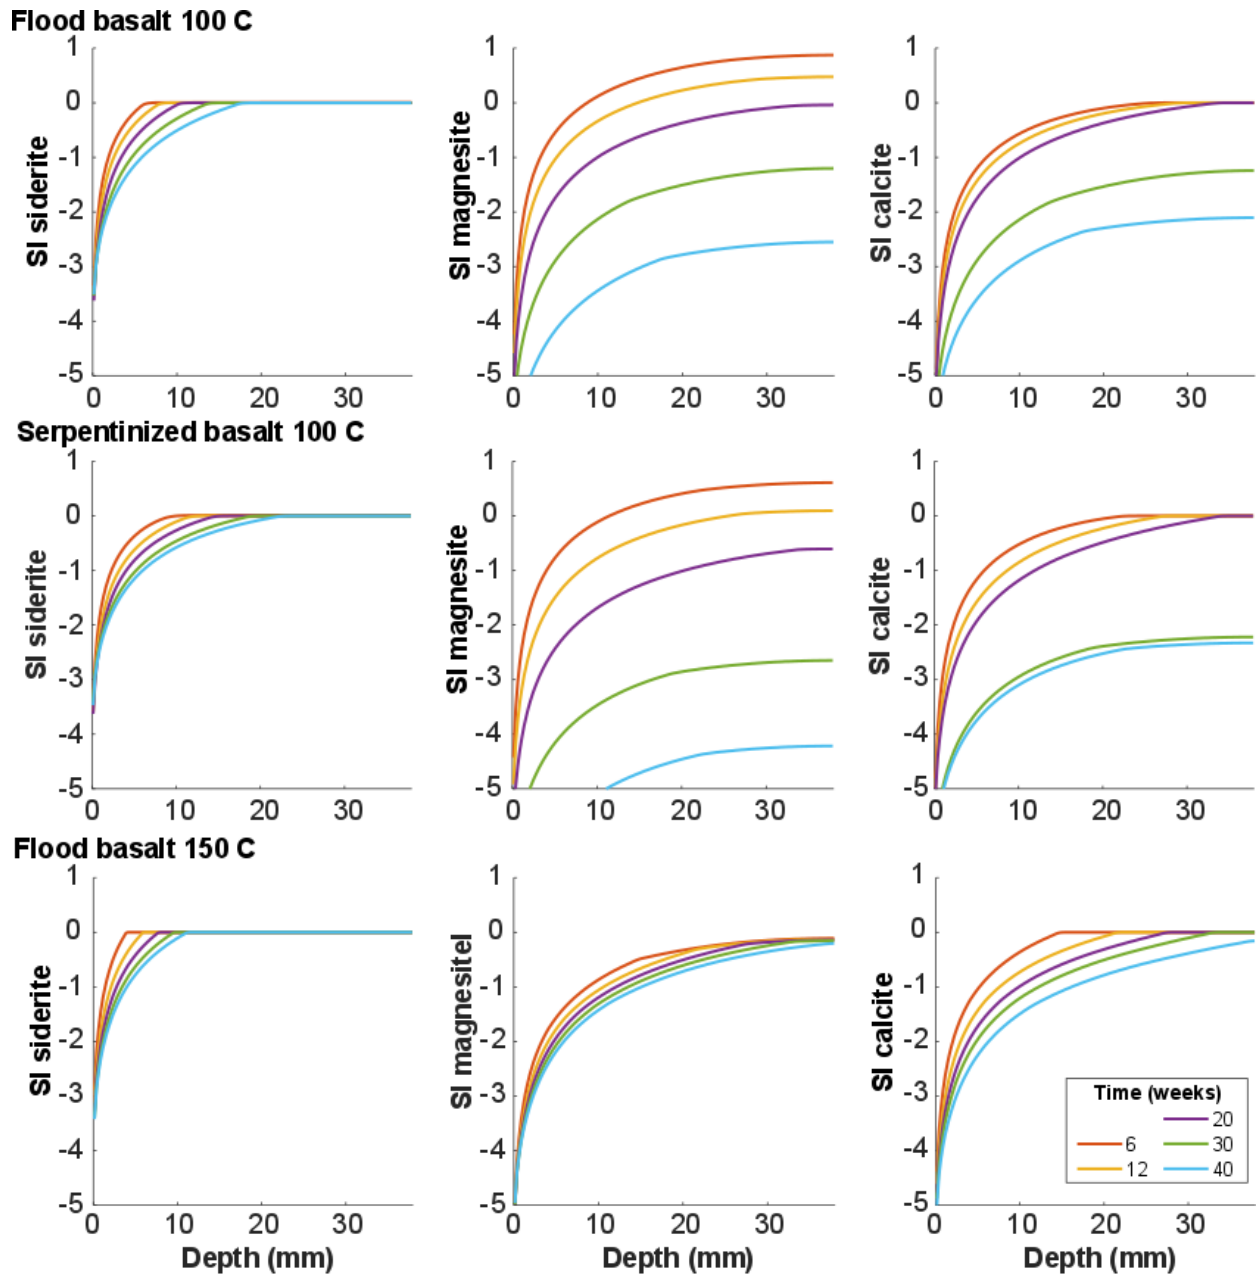 Flood basalt 100 C
1
0
-1
-2
-3
-4
-5
0 10 20 30
SI siderite
1
0
-1
-2
-3
-4
-5
0 10 20 30
SI magnesite
1
0
-1
-2
-3
-4
-5
0 10 20 30
SI calcite
Serpentinized basalt 100 C
1
0
-1
-2
-3
-4
-5
0 10 20 30
SI siderite
1
0
-1
-2
-3
-4
-5
0 10 20 30
SI magnesite
1
0
-1
-2
-3
-4
-5
0 10 20 30
SI calcite
Flood basalt 150 C
1
0
-1
-2
-3
-4
-5
0 10 20 30
SI siderite
Depth (mm)
1
0
-1
-2
-3
-4
-5
0 10 20 30
SI magnesitel
Depth (mm)
1
0
-1
-2
-3
-4
-5
0 10 20 30
SI calcite
Depth (mm)
Time (weeks)
20
6 30
12 40